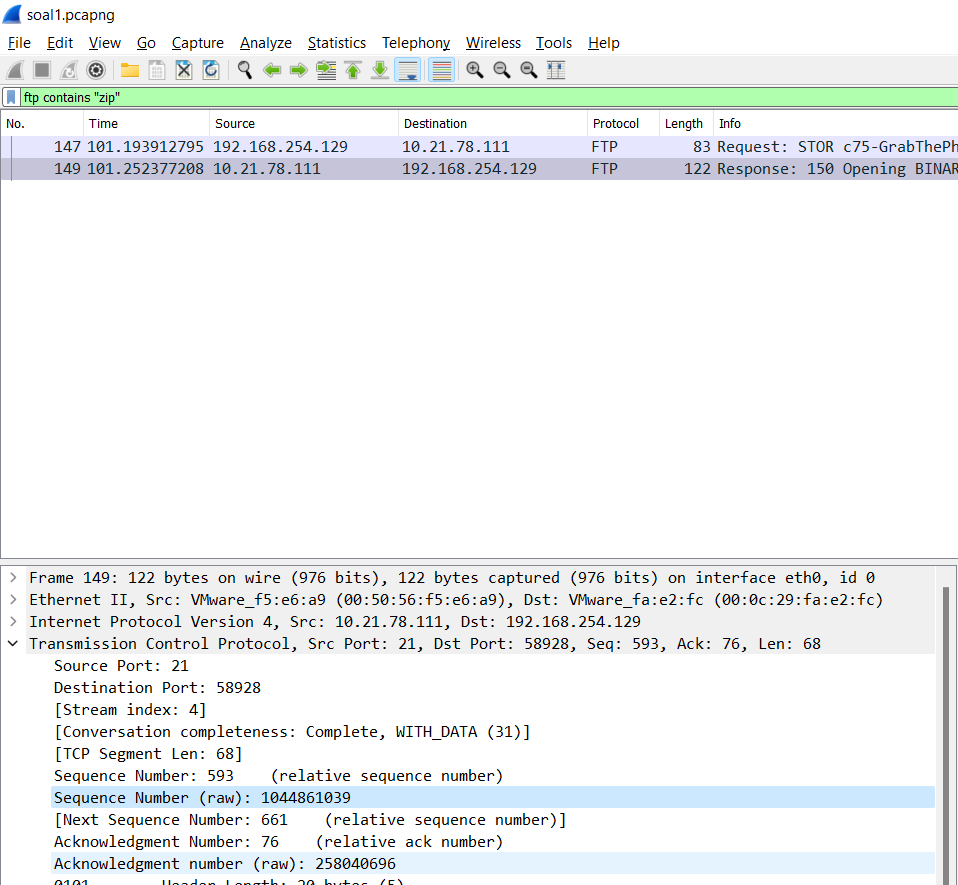 soal1.pcapng
File Edit View Go Capture Analyze Statistics Telephony Wireless Tools Help
ftp contains "zip"
No. Time Source Destination Protocol Length Info
147 101.193912795 192.168.254.129 10.21.78.111 FTP 83 Request: STOR c75-GrabThePh
149 101.252377208 10.21.78.111 192.168.254.129 FTP 122 Response: 150 Opening BINAR
Frame 149: 122 bytes on wire (976 bits), 122 bytes captured (976 bits) on interface eth0, id 0
Ethernet II, Src: VMware_f5:e6:a9 (00:50:56:f5:e6:a9), Dst: VMware_fa:e2:fc (00:0c:29:fa:e2:fc)
Internet Protocol Version 4, Src: 10.21.78.111, Dst: 192.168.254.129
Transmission Control Protocol, Src Port: 21, Dst Port: 58928, Seq: 593, Ack: 76, Len: 68
Source Port: 21
Destination Port: 58928
[Stream index: 4]
[Conversation completeness: Complete, WITH_DATA (31)]
[TCP Segment Len: 68]
Sequence Number: 593 (relative sequence number)
Sequence Number (raw): 1044861039
[Next Sequence Number: 661 (relative sequence number)]
Acknowledgment Number: 76 (relative ack number)
Acknowledgment number (raw): 258040696
0101 .... = Header Length: 20 bytes (5)